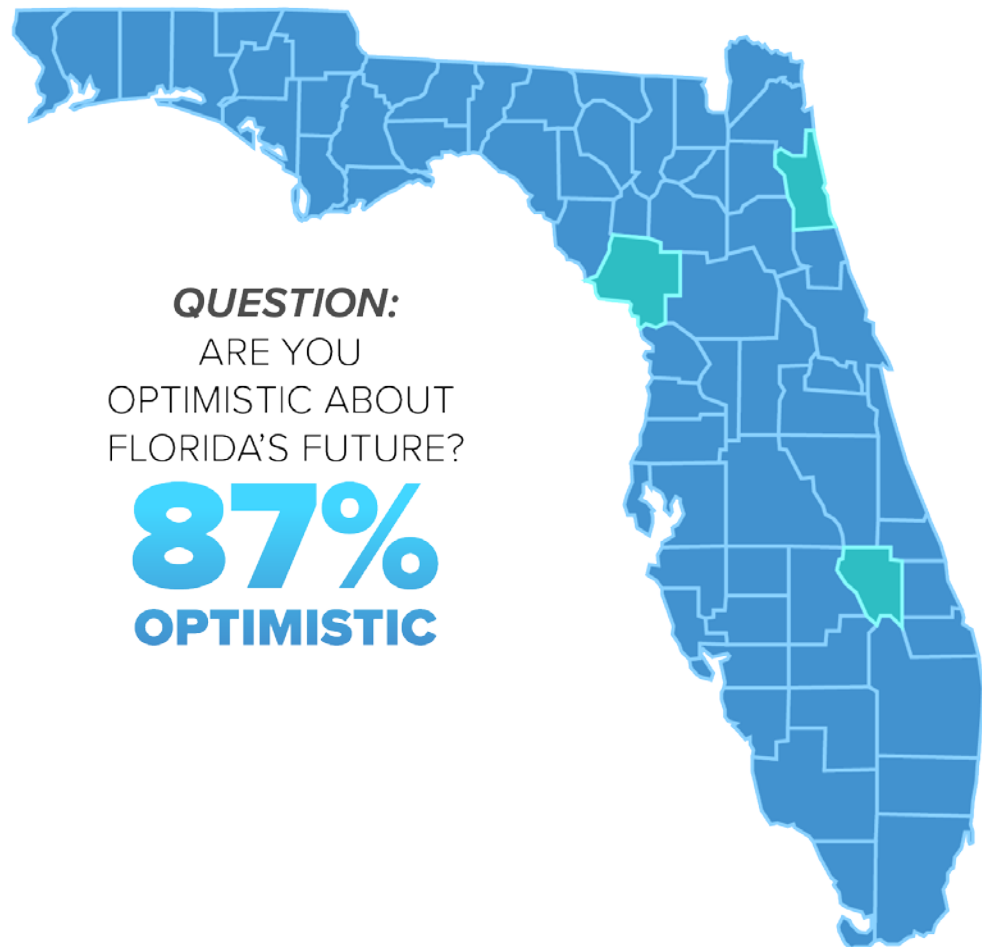 QUESTION:
ARE YOU
OPTIMISTIC ABOUT
FLORIDA'S FUTURE?
87%
OPTIMISTIC